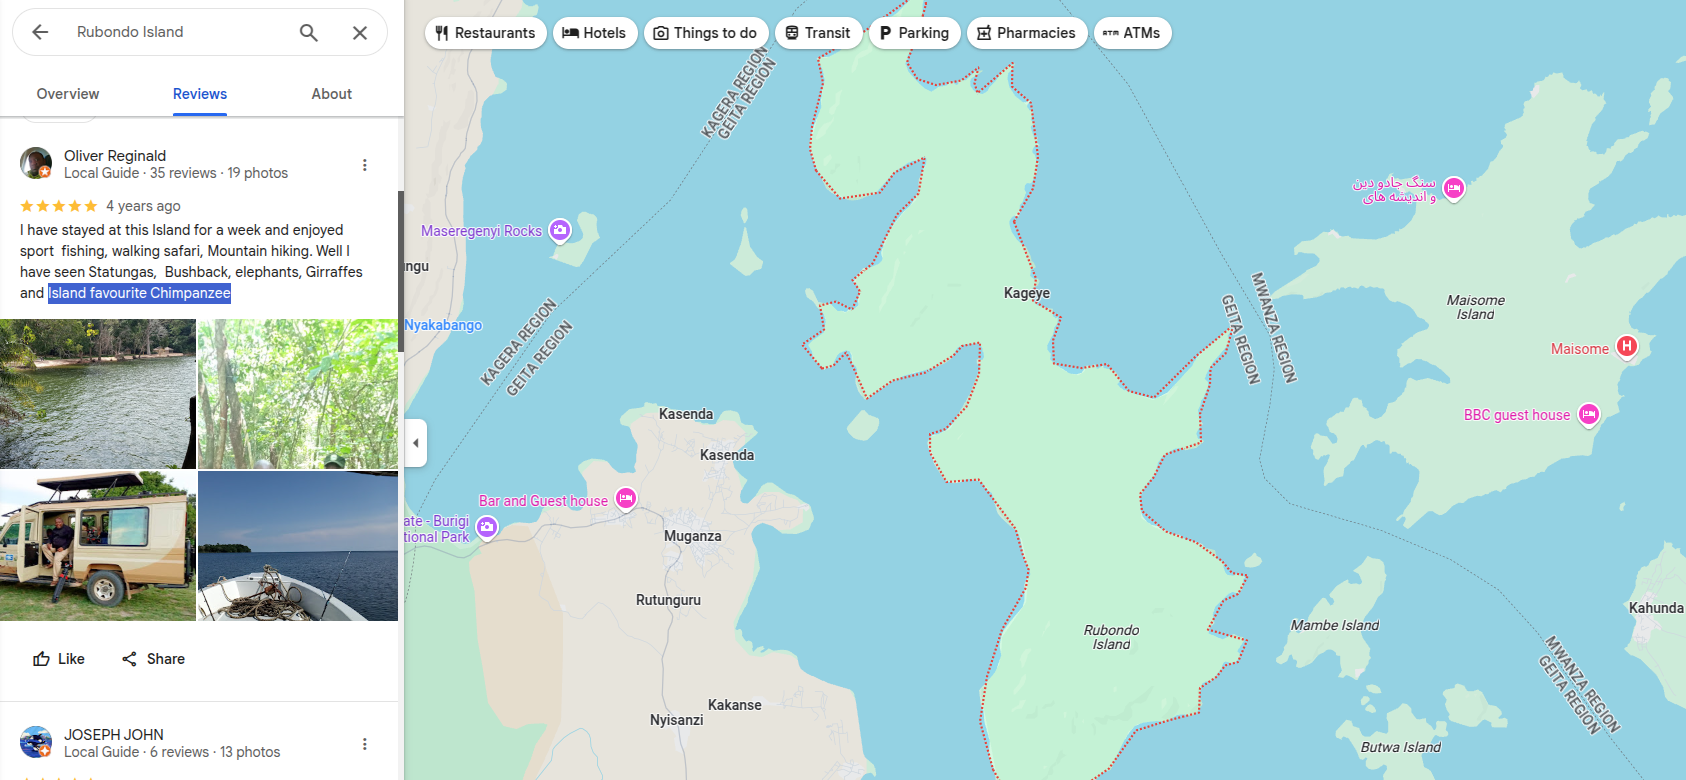 Rubondo Island
Overview
Reviews
About
Oliver Reginald
Local Guide · 35 reviews · 19 photos
4 years ago
I have stayed at this Island for a week and enjoyed
sport  fishing, walking safari, Mountain hiking. Well I
have seen Statungas,  Bushback, elephants, Girraffes
and Island favourite Chimpanzee
Like
Share
JOSEPH JOHN
Local Guide · 6 reviews · 13 photos
Restaurants
Hotels
Things to do
Transit
Parking
Pharmacies
ATM ATMs
KAGERA REGION
GEITA REGION
سنگ جادو دین
و اندیشه های
Maseregenyi Rocks
ngu
Kageye
MWANZA REGION
GEITA REGION
Maisome
Island
Nyakabango
KAGERA REGION
GEITA REGION
Maisome
H
Kasenda
BBC guest house
Kasenda
Bar and Guest house
ate - Burigi
tional Park
Muganza
Rutunguru
Kahunda
Mambe Island
Rubondo
Island
MWANZA REGION
GEITA REGION
Kakanse
Nyisanzi
Butwa Island